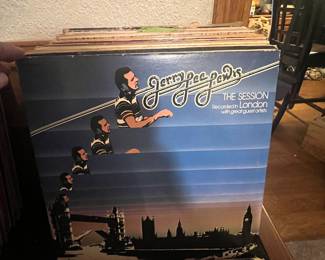 Jerry Lee Lewis
THE SESSION
Recorded in London
with great guest artists